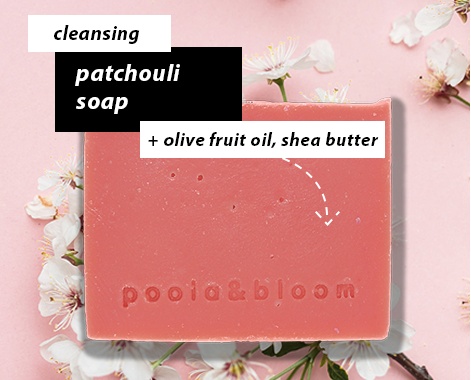 cleansing
patchouli
soap
+ olive fruit oil, shea butter
poola&bloom